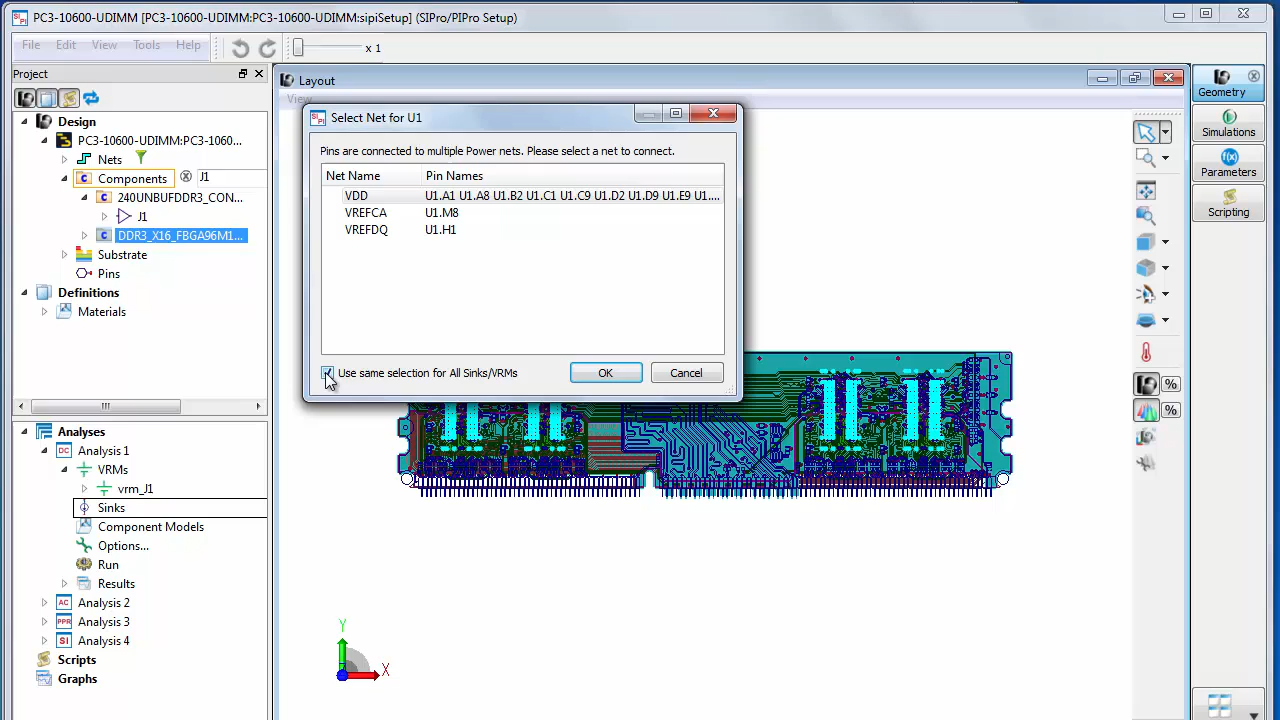 PC3-10600-UDIMM [PC3-10600-UDIMM:PC3-10600-UDIMM:sipiSetup] (SIPro/PIPro Setup)
File Edit View Tools Help
x 1
Project
Design
PC3-10600-UDIMM:PC3-1060...
Nets
Components
J1
240UNBUFDDR3_CON...
J1
DDR3_X16_FBGA96M1...
Substrate
Pins
Definitions
Materials
Analyses
DC Analysis 1
VRMs
vrm_J1
Sinks
Component Models
Options...
Run
Results
AC Analysis 2
PPR Analysis 3
SI Analysis 4
Scripts
Graphs
Layout
View
Select Net for U1
Pins are connected to multiple Power nets. Please select a net to connect.
Net Name Pin Names
VDD U1.A1 U1.A8 U1.B2 U1.C1 U1.C9 U1.D2 U1.D9 U1.E9 U1....
VREFCA U1.M8
VREFDQ U1.H1
Use same selection for All Sinks/VRMs
OK Cancel
Y
X
%
%
Geometry
Simulations
f(x)
Parameters
Scripting